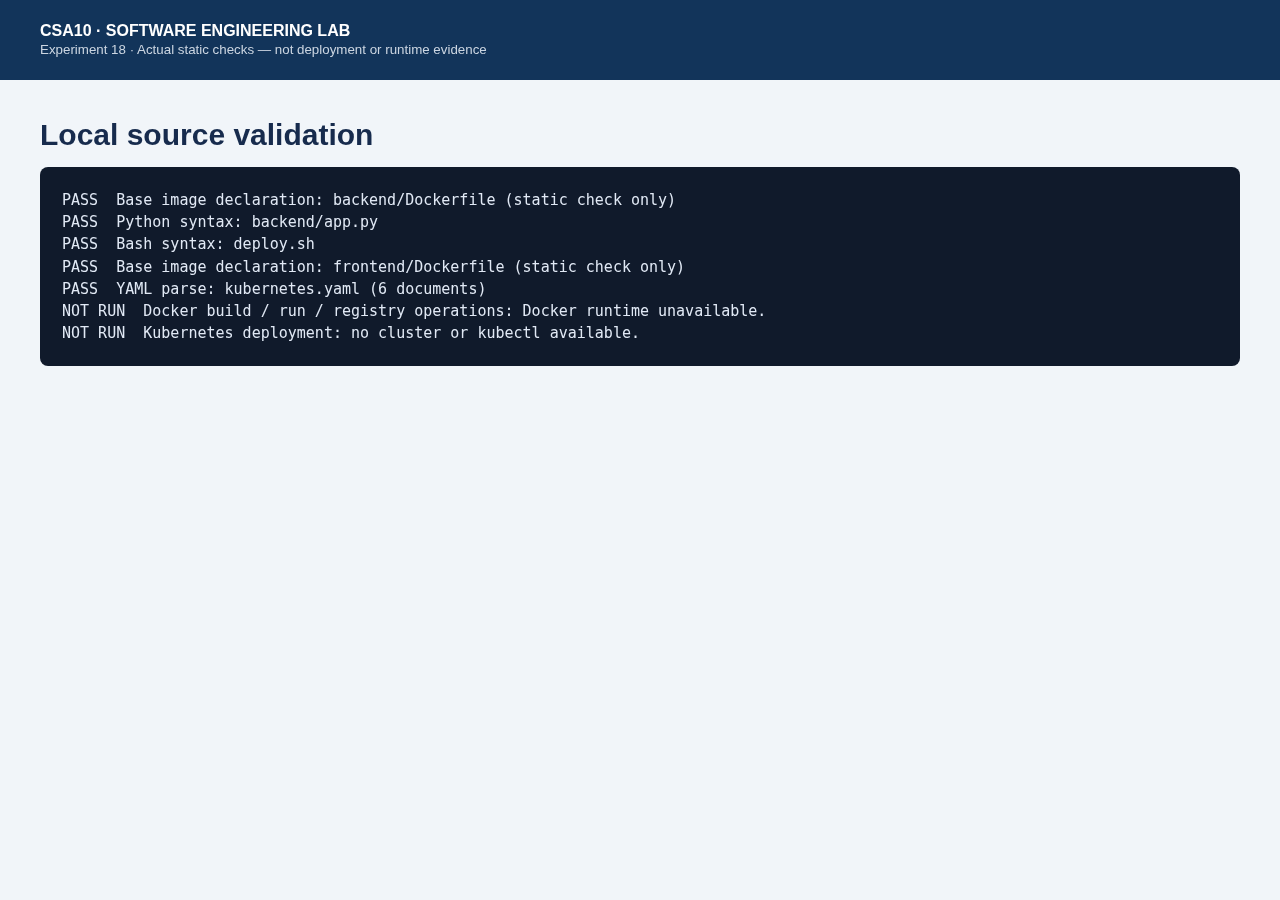 CSA10 · SOFTWARE ENGINEERING LAB
Experiment 18 · Actual static checks — not deployment or runtime evidence
Local source validation
PASS  Base image declaration: backend/Dockerfile (static check only)
PASS  Python syntax: backend/app.py
PASS  Bash syntax: deploy.sh
PASS  Base image declaration: frontend/Dockerfile (static check only)
PASS  YAML parse: kubernetes.yaml (6 documents)
NOT RUN  Docker build / run / registry operations: Docker runtime unavailable.
NOT RUN  Kubernetes deployment: no cluster or kubectl available.